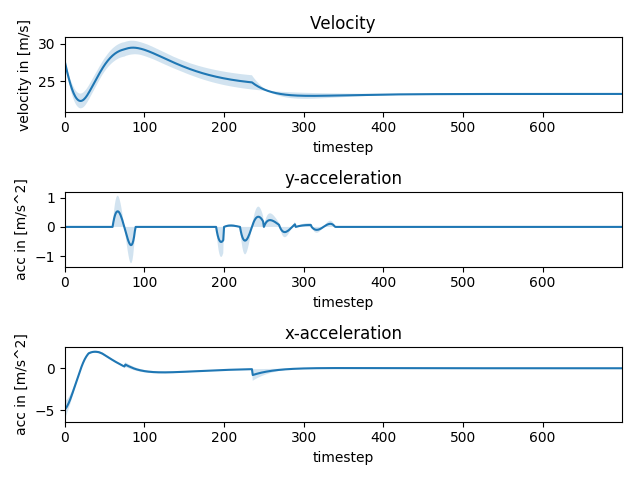 Velocity
velocity in [m/s]
30
25
0 100 200 300 400 500 600
timestep
y-acceleration
acc in [m/s^2]
1
0
−1
0 100 200 300 400 500 600
timestep
x-acceleration
acc in [m/s^2]
0
−5
0 100 200 300 400 500 600
timestep